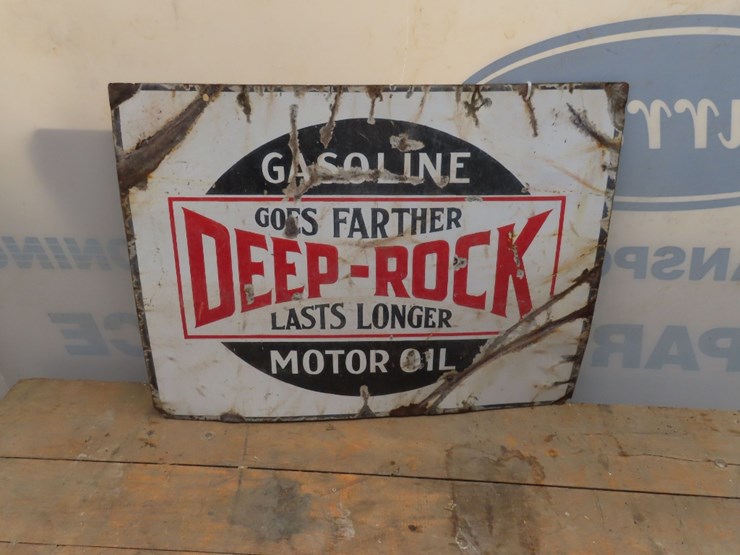 GASOLINE
GOES FARTHER
DEEP-ROCK
LASTS LONGER
MOTOR OIL